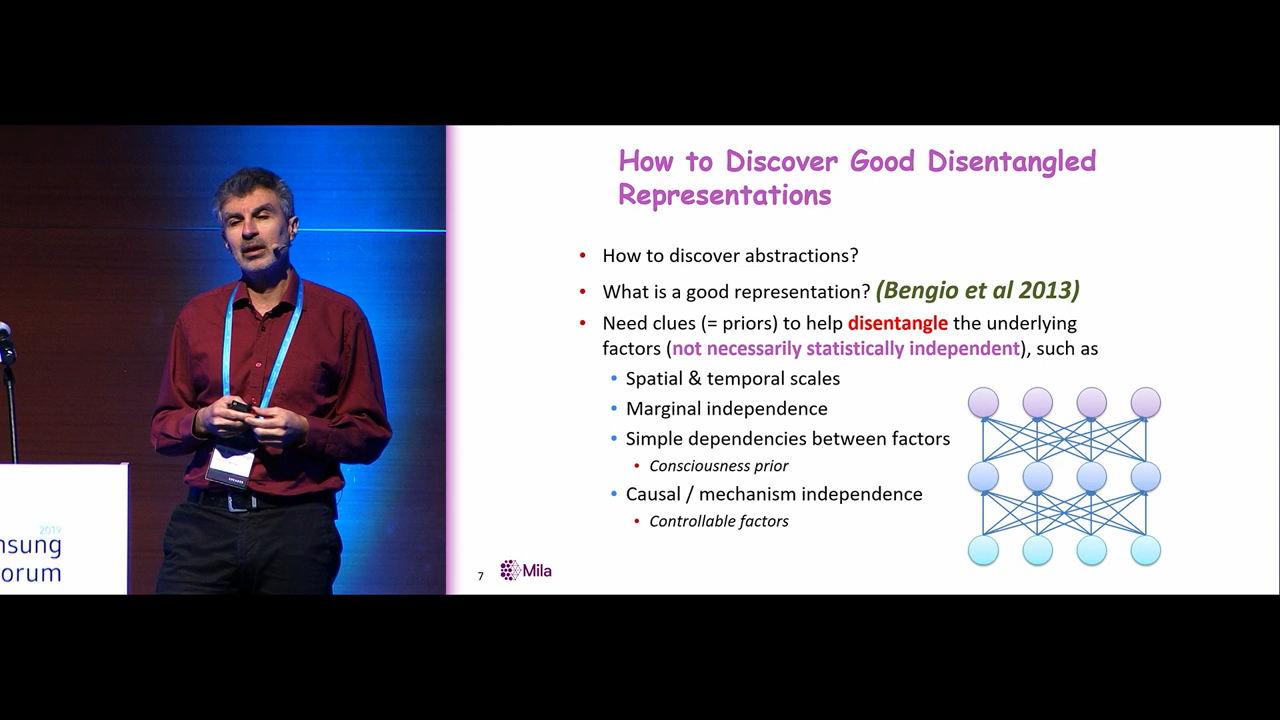 How to Discover Good Disentangled
Representations
• How to discover abstractions?
• What is a good representation? (Bengio et al 2013)
• Need clues (= priors) to help disentangle the underlying
factors (not necessarily statistically independent), such as
• Spatial & temporal scales
• Marginal independence
• Simple dependencies between factors
• Consciousness prior
• Causal / mechanism independence
• Controllable factors
7
Mila
2019
nsung
orum